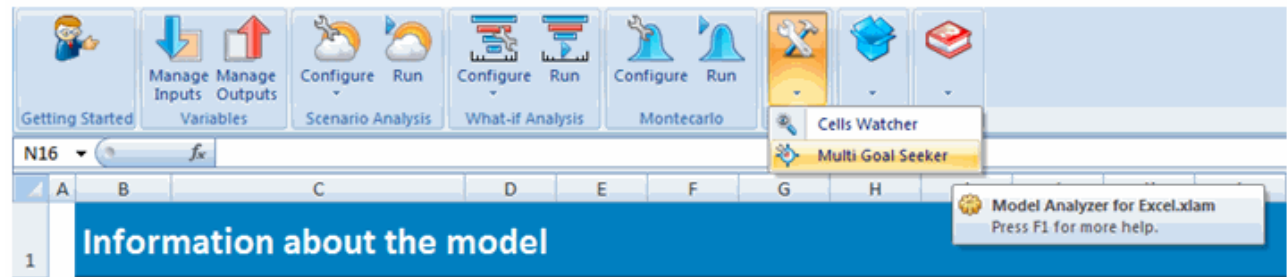 Manage Manage Configure Run Configure Run Configure Run
Inputs Outputs
Getting Started Variables Scenario Analysis What-if Analysis Montecarlo
Cells Watcher
N16 fx
Multi Goal Seeker
A B C D E F G H
Model Analyzer for Excel.xlam
Press F1 for more help.
1 Information about the model